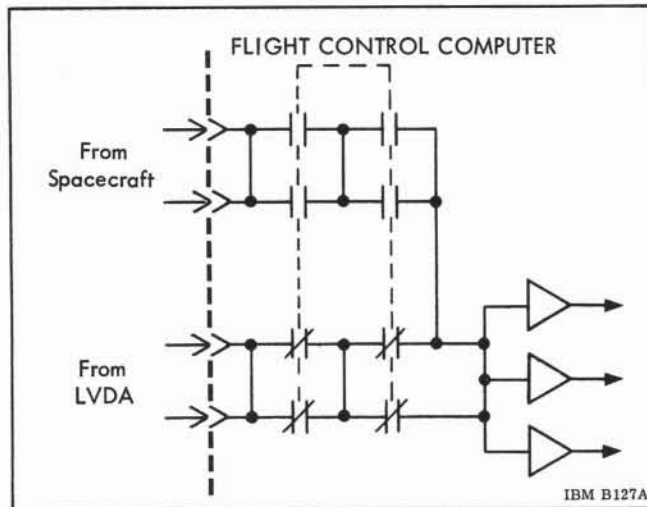 FLIGHT CONTROL COMPUTER
From
Spacecraft
From
LVDA
IBM B127A